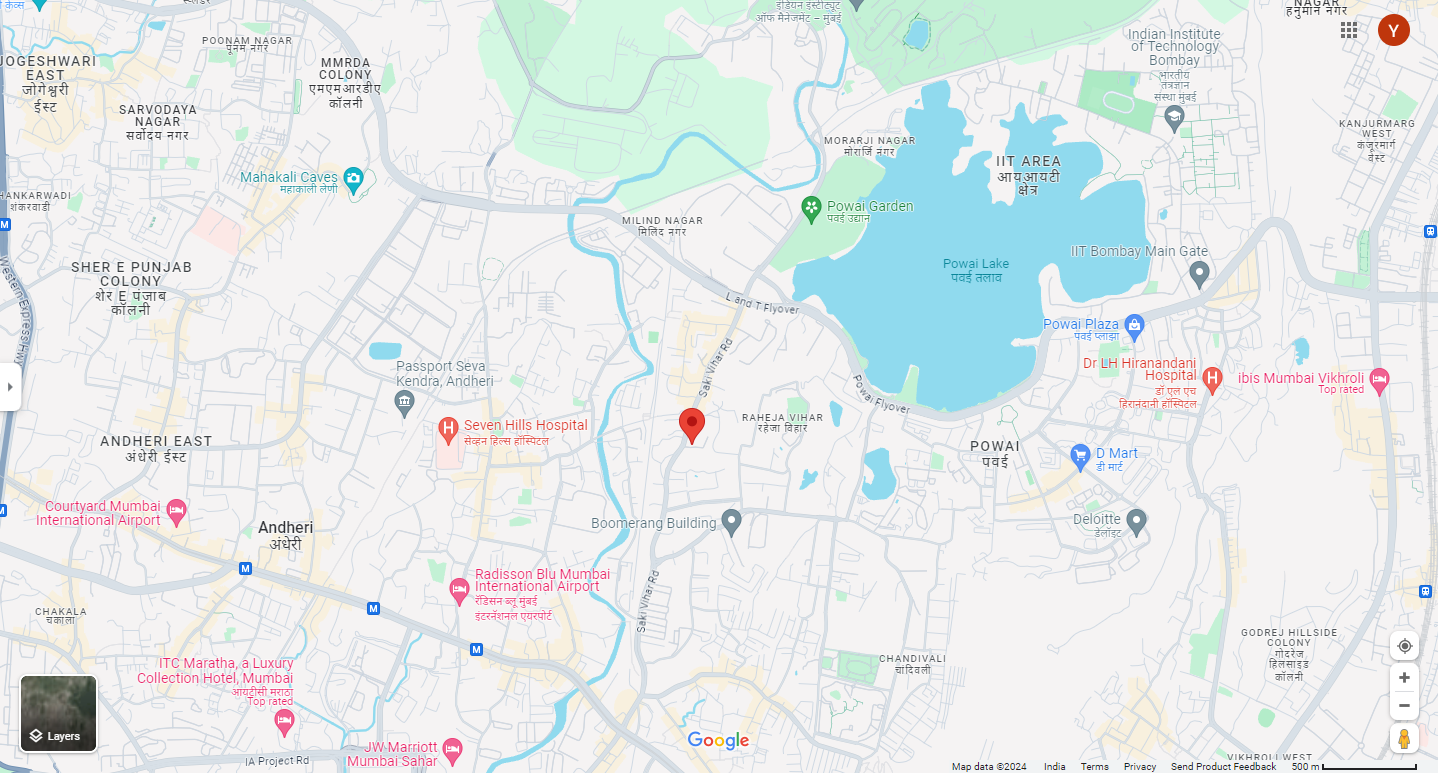 स्प्रिंडर
इंडियन इंस्टिट्यूट
ऑफ मॅनेजमेंट – मुंबई
NAGAR
हनुमान नगर
Y
POONAM NAGAR
पूनम नगर
Indian Institute
of Technology
Bombay
भारतीय
तंत्रज्ञान
संस्था मुंबई
JOGESHWARI
EAST
जोगेश्वरी
ईस्ट
MMRDA
COLONY
एमएमआरडीए
कॉलनी
SARVODAYA
NAGAR
सर्वोदय नगर
KANJURMARG
WEST
कंजूरमार्ग
वेस्ट
MORARJI NAGAR
मोरार्जि नगर
IIT AREA
आयआयटी
क्षेत्र
Mahakali Caves
महाकाली लेणी
HANKARWADI
शंकरवाडी
Powai Garden
पवई उद्यान
MILIND NAGAR
मिलिंद नगर
M
IIT Bombay Main Gate
Powai Lake
पवई तलाव
SHER E PUNJAB
COLONY
शेर E पंजाब
कॉलनी
Western Express Hwy
L and T Flyover
Powai Plaza
पवई प्लाझा
Saki Vihar Rd
Passport Seva
Kendra, Andheri
Dr LH Hiranandani
Hospital
डॉ एल एच
हिरानंदानी हॉस्पिटल
H
ibis Mumbai Vikhroli
Top rated
Powai Flyover
RAHEJA VIHAR
रहेजा विहार
H
Seven Hills Hospital
सेव्हन हिल्स हॉस्पिटल
ANDHERI EAST
अंधेरी ईस्ट
POWAI
पवई
D Mart
डी मार्ट
Courtyard Mumbai
International Airport
M
Andheri
अंधेरी
Boomerang Building
Deloitte
डेलॉइट
M
Radisson Blu Mumbai
International Airport
रॅडिसन ब्लू मुंबई
इंटरनॅशनल एयरपोर्ट
Saki Vihar Rd
M
CHAKALA
चकाला
M
GODREJ HILLSIDE
COLONY
गोदरेज
हिलसाइड
कॉलनी
ITC Maratha, a Luxury
Collection Hotel, Mumbai
आयटीसी मराठा
Top rated
CHANDIVALI
चांदिवली
Layers
Google
JW Marriott
Mumbai Sahar
IA Project Rd
VIKHROLI WEST
Map data ©2024 India Terms Privacy Send Product Feedback 500 m